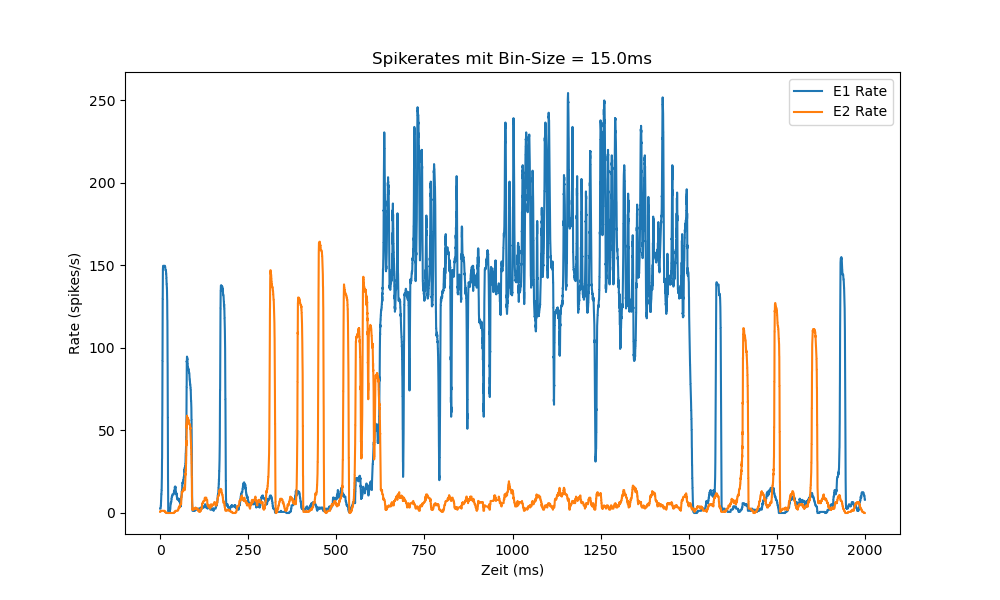 Spikerates mit Bin-Size = 15.0ms
E1 Rate
E2 Rate
Rate (spikes/s)
250
200
150
100
50
0
0 250 500 750 1000 1250 1500 1750 2000
Zeit (ms)